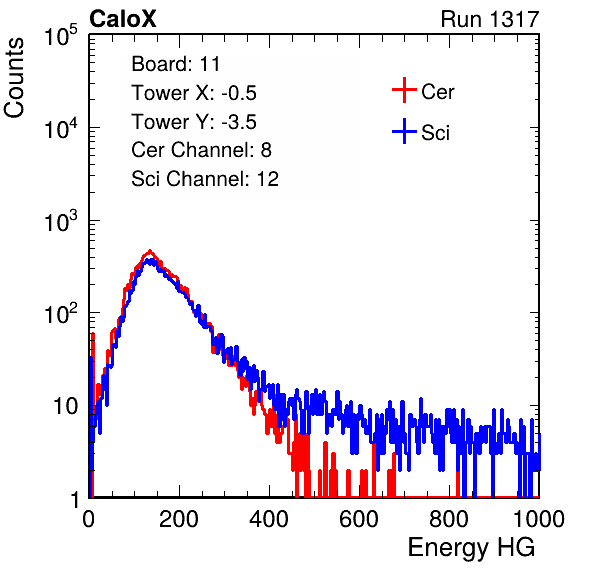 CaloX Run 1317
Counts
10^5
10^4
10^3
10^2
10
1
Board: 11
Tower X: -0.5
Tower Y: -3.5
Cer Channel: 8
Sci Channel: 12
Cer
Sci
0 200 400 600 800 1000
Energy HG